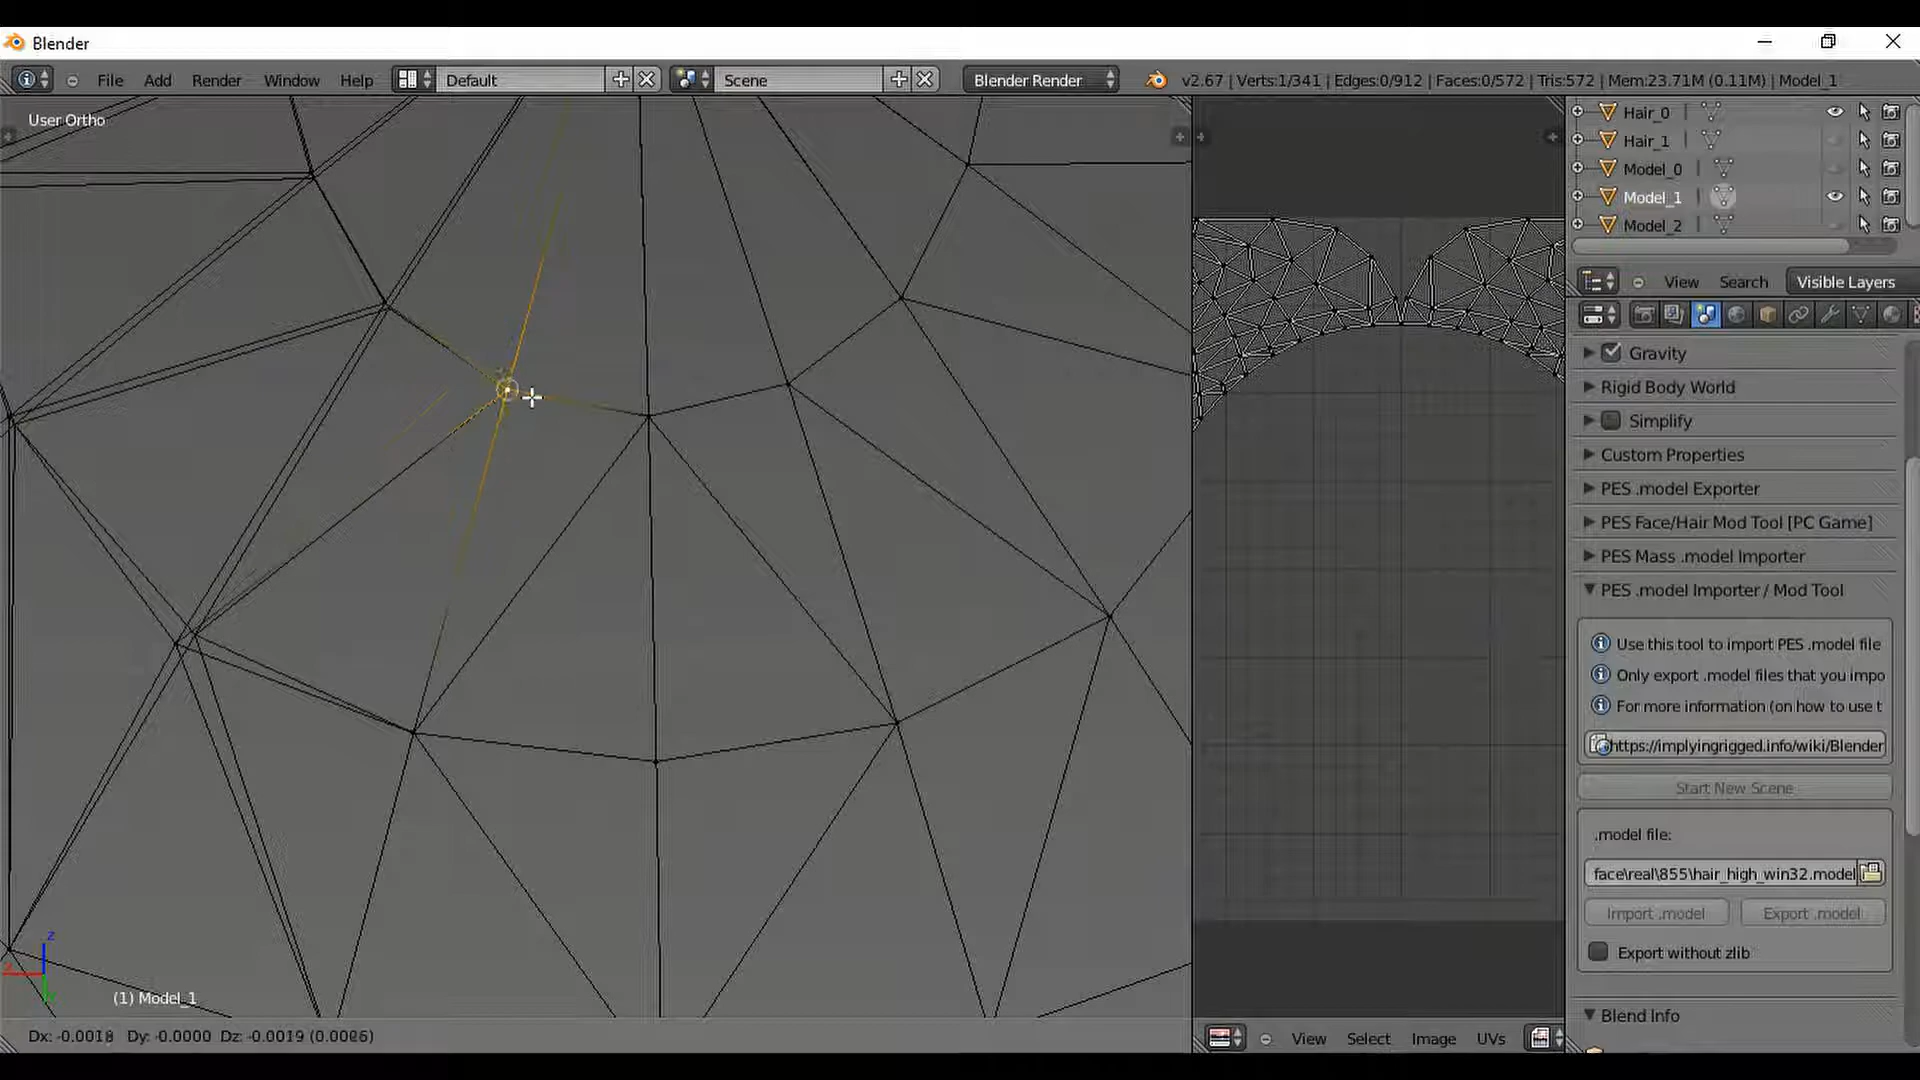 Blender
File Add Render Window Help Default Scene Blender Render v2.67 | Verts:1/341 | Edges:0/912 | Faces:0/572 | Tris:572 | Mem:23.71M (0.11M) | Model_1
User Ortho
Hair_0
Hair_1
Model_0
Model_1
Model_2
View Search Visible Layers
Gravity
Rigid Body World
Simplify
Custom Properties
PES .model Exporter
PES Face/Hair Mod Tool [PC Game]
PES Mass .model Importer
PES .model Importer / Mod Tool
Use this tool to import PES .model file
Only export .model files that you impo
For more information (on how to use t
https://implyingrigged.info/wiki/Blender
Start New Scene
.model file:
face\real\855\hair_high_win32.model
Import .model Export .model
Export without zlib
Blend Info
z
(1) Model_1
Dx: -0.0018 Dy: -0.0000 Dz: -0.0019 (0.0026)
View Select Image UVs